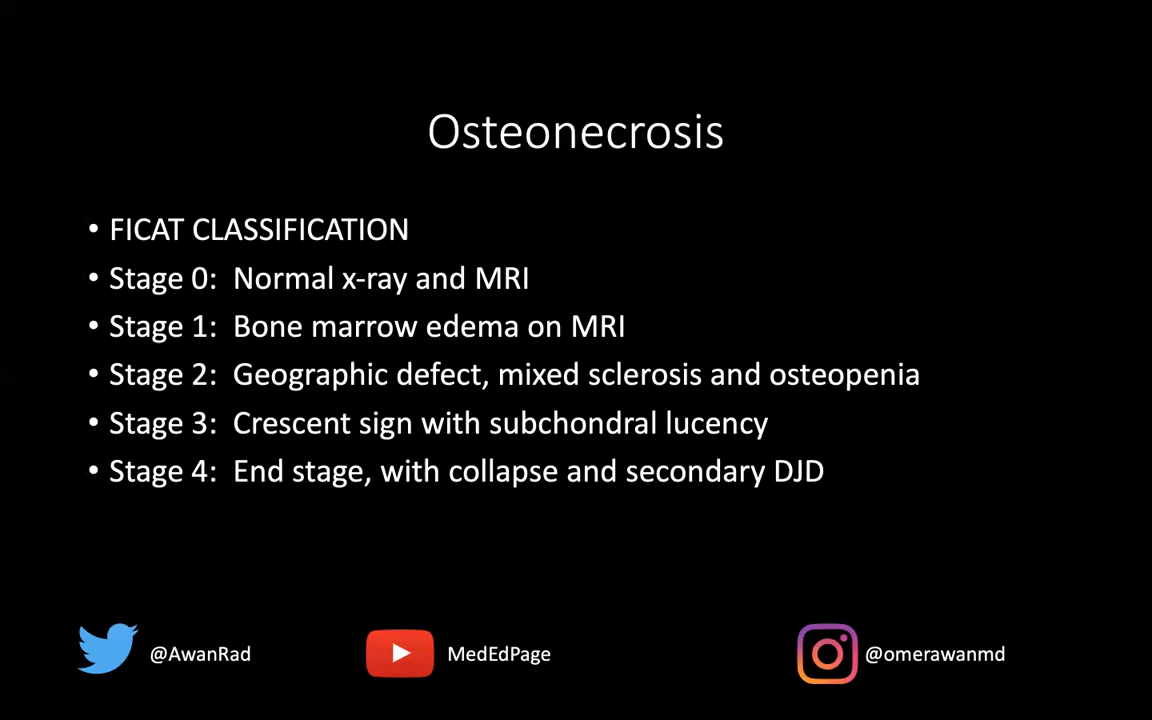 Osteonecrosis
• FICAT CLASSIFICATION
• Stage 0:  Normal x-ray and MRI
• Stage 1:  Bone marrow edema on MRI
• Stage 2:  Geographic defect, mixed sclerosis and osteopenia
• Stage 3:  Crescent sign with subchondral lucency
• Stage 4:  End stage, with collapse and secondary DJD
@AwanRad MedEdPage @omerawanmd